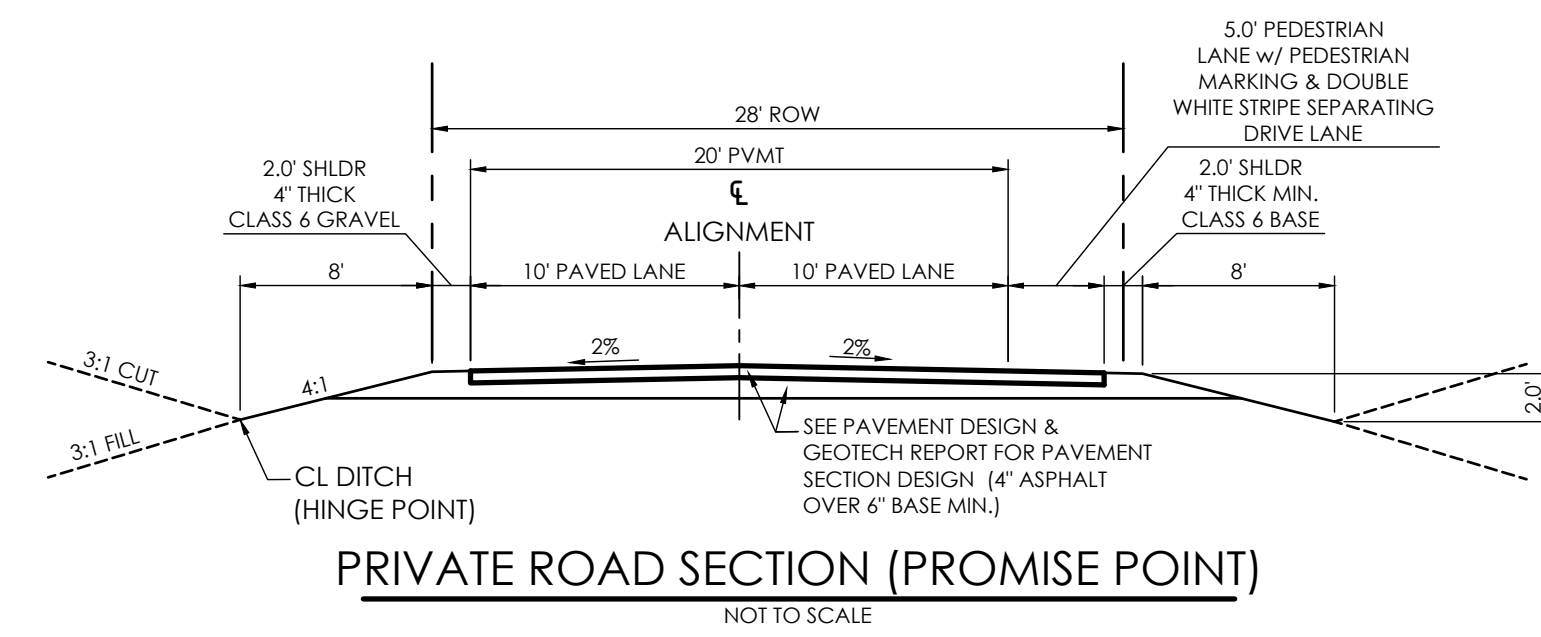 5.0' PEDESTRIAN
LANE w/ PEDESTRIAN
MARKING & DOUBLE
WHITE STRIPE SEPARATING
DRIVE LANE
28' ROW
20' PVMT
2.0' SHLDR
4" THICK
CLASS 6 GRAVEL
℄
ALIGNMENT
2.0' SHLDR
4" THICK MIN.
CLASS 6 BASE
8'
10' PAVED LANE
10' PAVED LANE
8'
2%
2%
3:1 CUT
4:1
3:1 FILL
2.0'
CL DITCH
(HINGE POINT)
SEE PAVEMENT DESIGN &
GEOTECH REPORT FOR PAVEMENT
SECTION DESIGN (4" ASPHALT
OVER 6" BASE MIN.)
PRIVATE ROAD SECTION (PROMISE POINT)
NOT TO SCALE